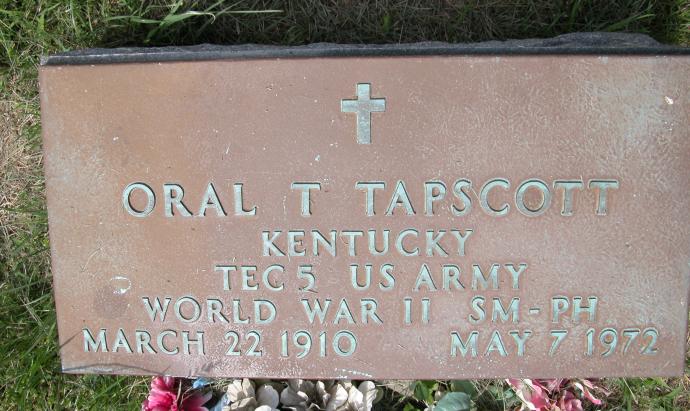 ORAL T TAPSCOTT
KENTUCKY
TEC 5 US ARMY
WORLD WAR II SM-PH
MARCH 22 1910 MAY 7 1972